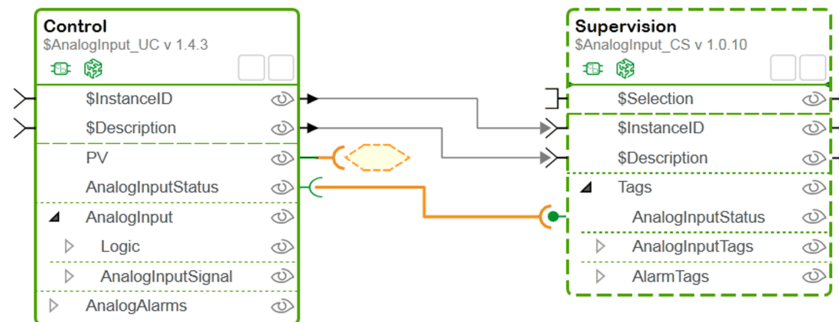 Control
$AnalogInput_UC v 1.4.3
$InstanceID
$Description
PV
AnalogInputStatus
AnalogInput
Logic
AnalogInputSignal
AnalogAlarms
Supervision
$AnalogInput_CS v 1.0.10
$Selection
$InstanceID
$Description
Tags
AnalogInputStatus
AnalogInputTags
AlarmTags